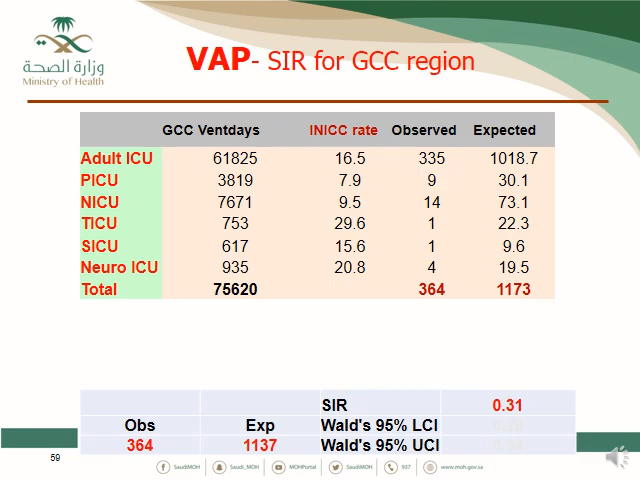 وزارة الصحة
Ministry of Health
VAP- SIR for GCC region
GCC Ventdays INICC rate Observed Expected
Adult ICU 61825 16.5 335 1018.7
PICU 3819 7.9 9 30.1
NICU 7671 9.5 14 73.1
TICU 753 29.6 1 22.3
SICU 617 15.6 1 9.6
Neuro ICU 935 20.8 4 19.5
Total 75620 364 1173
SIR 0.31
Obs Exp Wald's 95% LCI
364 1137 Wald's 95% UCI
59
SaudiMOH Saudi_MOH MOHPortal SaudiMOH 937 www.moh.gov.sa